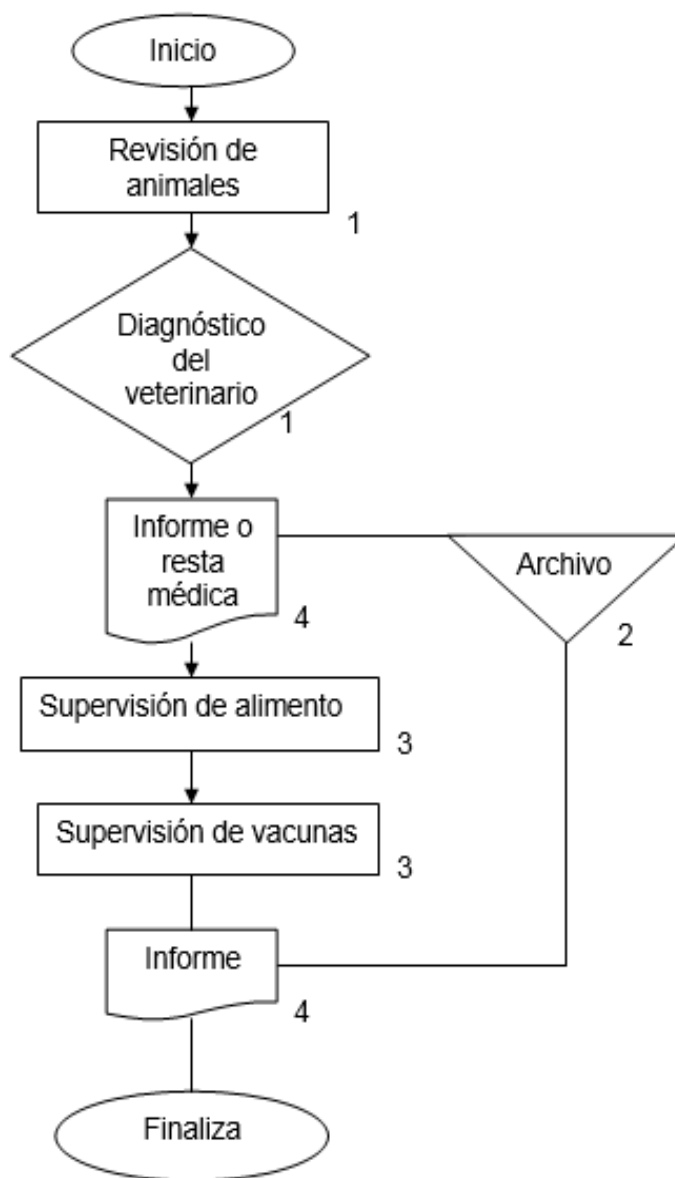 Inicio
Revisión de
animales
1
Diagnóstico
del
veterinario
1
Informe o
resta
médica
4
Archivo
2
Supervisión de alimento
3
Supervisión de vacunas
3
Informe
4
Finaliza